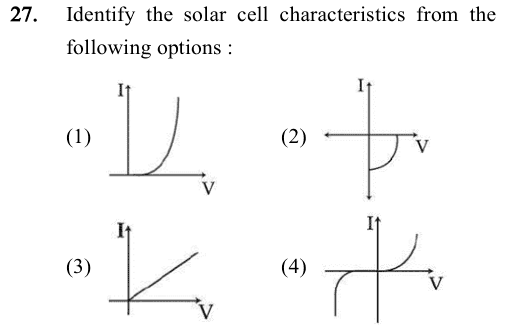 27. Identify the solar cell characteristics from the
following options :
(1) I V (2) I V
(3) I V (4) I V